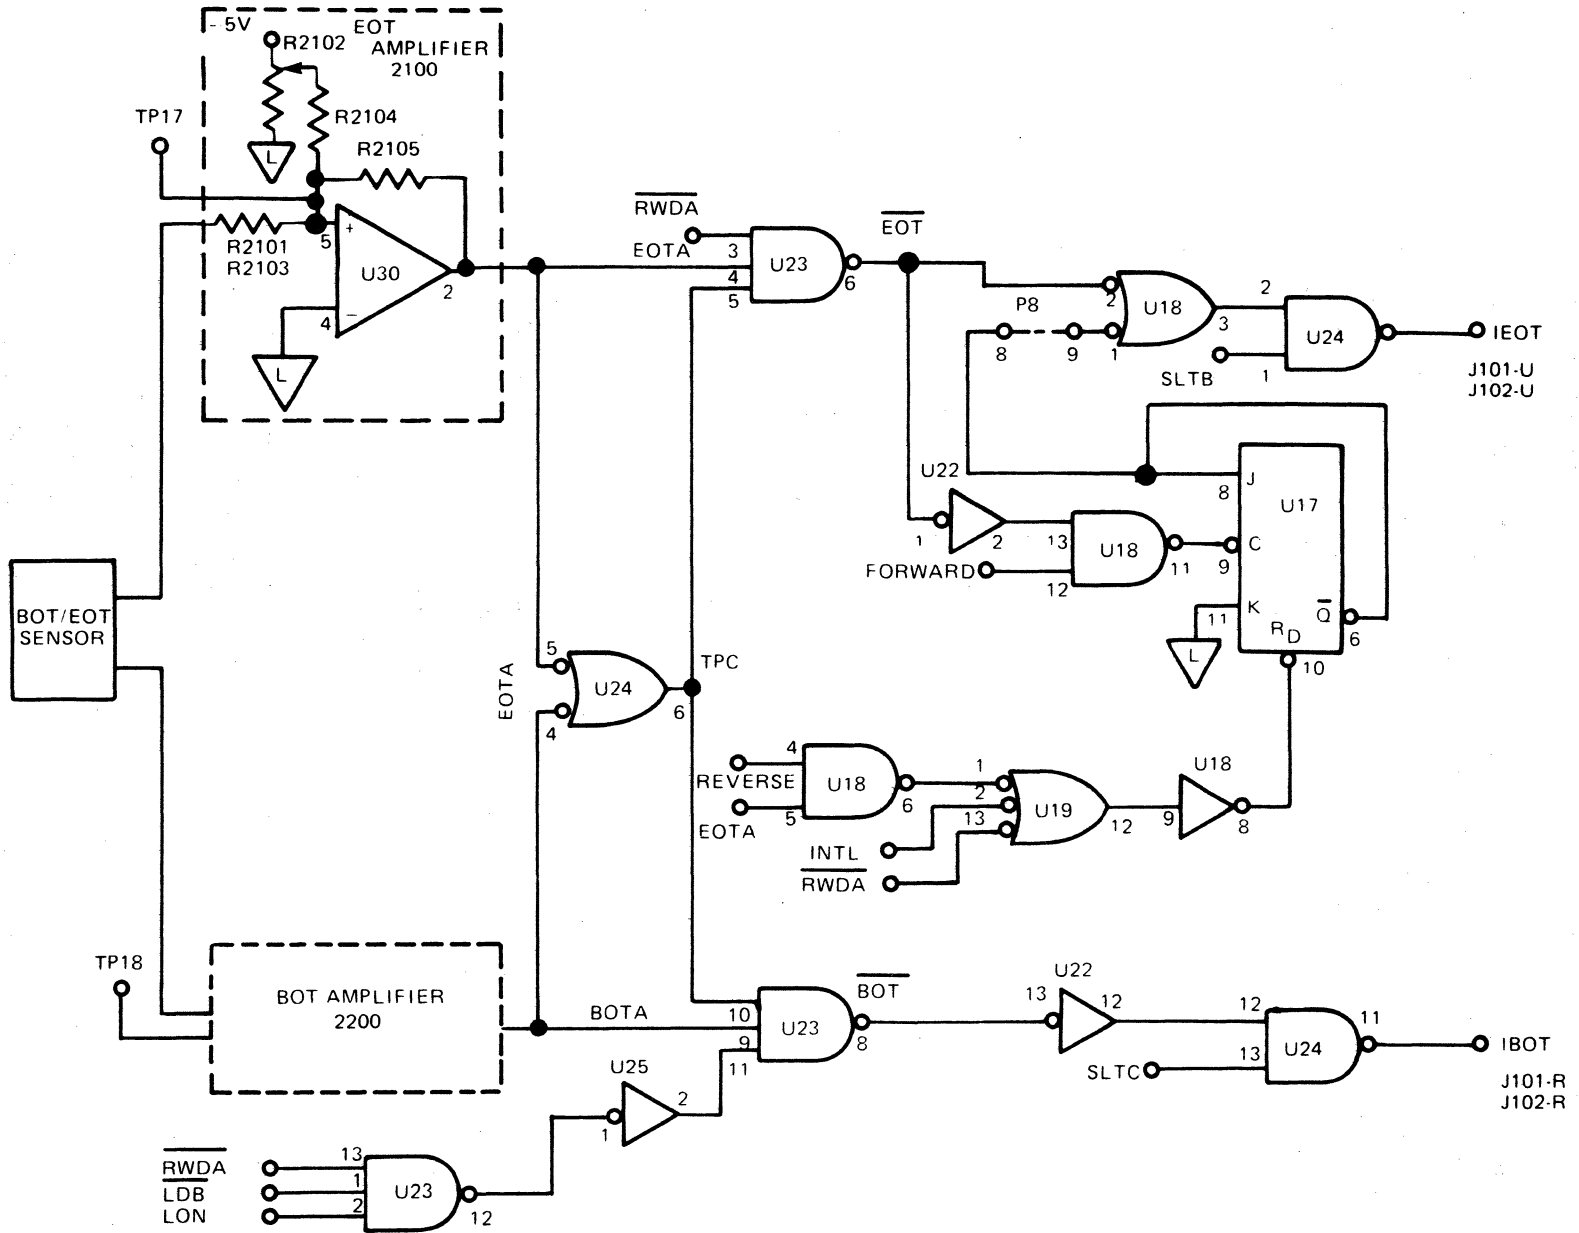 - 5V
EOT
AMPLIFIER
2100
R2102
R2104
R2105
TP17
L
R2101
R2103
5
+
U30
2
4
−
L
RWDA
EOTA
3
4
5
U23
6
EOT
P8
2
8
9
1
U18
3
2
U24
SLTB
1
IEOT
J101-U
J102-U
U22
1
2
13
FORWARD
12
U18
11
J
8
U17
C
9
K
11
L
Q
6
R D
10
BOT/EOT
SENSOR
EOTA
5
4
U24
6
TPC
4
REVERSE
5
EOTA
U18
6
1
2
13
U19
12
INTL
RWDA
U18
9
8
TP18
BOT AMPLIFIER
2200
BOTA
10
9
11
U23
8
BOT
U22
13
12
12
13
SLTC
U24
11
IBOT
J101-R
J102-R
U25
1
2
RWDA
LDB
LON
13
1
2
U23
12